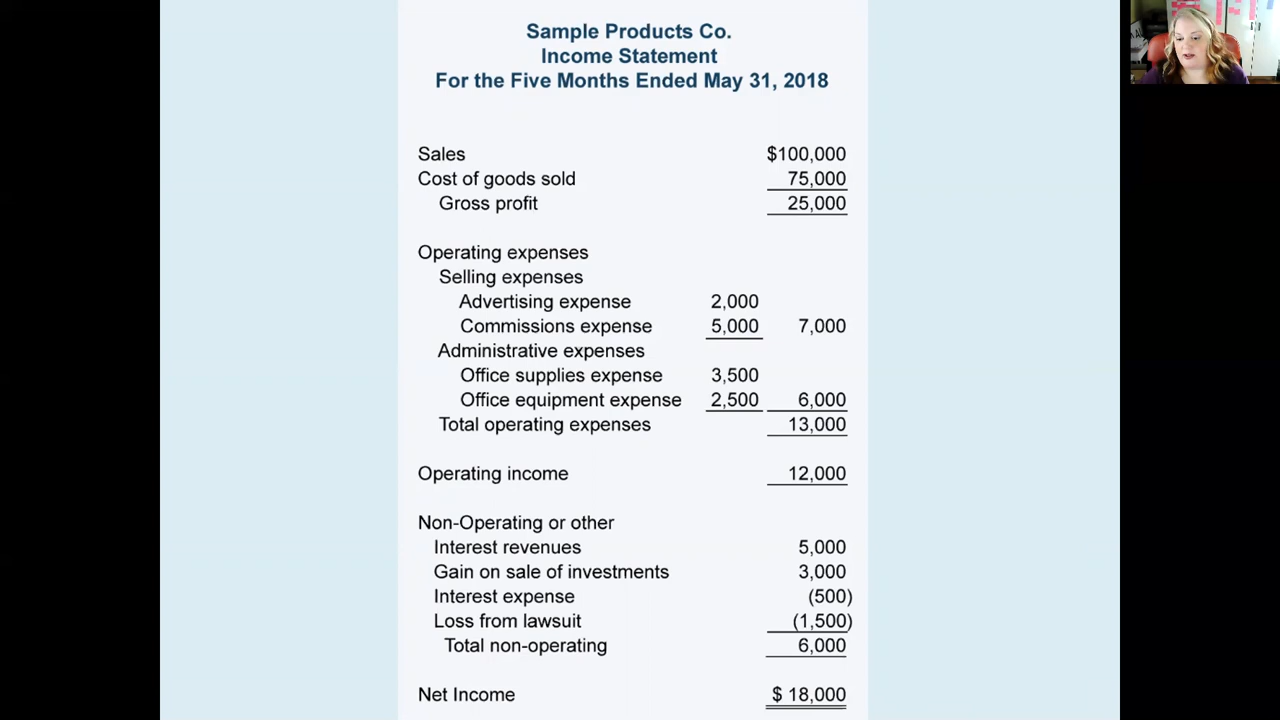 Sample Products Co.
Income Statement
For the Five Months Ended May 31, 2018
Sales $100,000
Cost of goods sold 75,000
Gross profit 25,000
Operating expenses
Selling expenses
Advertising expense 2,000
Commissions expense 5,000 7,000
Administrative expenses
Office supplies expense 3,500
Office equipment expense 2,500 6,000
Total operating expenses 13,000
Operating income 12,000
Non-Operating or other
Interest revenues 5,000
Gain on sale of investments 3,000
Interest expense (500)
Loss from lawsuit (1,500)
Total non-operating 6,000
Net Income $ 18,000